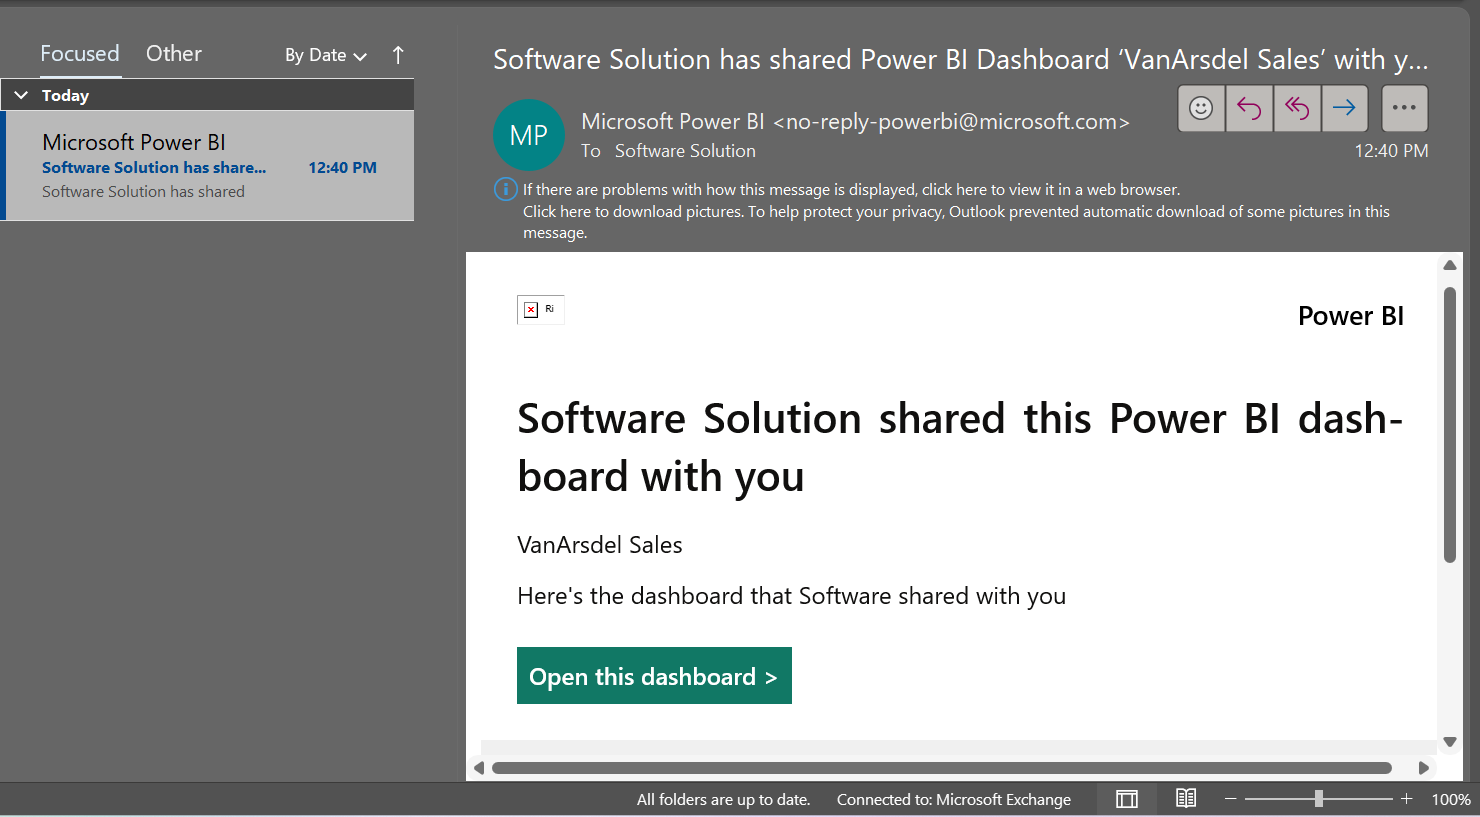 Focused Other By Date
Today
Microsoft Power BI
Software Solution has share... 12:40 PM
Software Solution has shared
Software Solution has shared Power BI Dashboard ‘VanArsdel Sales’ with y...
MP
Microsoft Power BI <no-reply-powerbi@microsoft.com>
To Software Solution
12:40 PM
If there are problems with how this message is displayed, click here to view it in a web browser.
Click here to download pictures. To help protect your privacy, Outlook prevented automatic download of some pictures in this
message.
Ri
Power BI
Software Solution shared this Power BI dash-
board with you
VanArsdel Sales
Here's the dashboard that Software shared with you
Open this dashboard >
All folders are up to date. Connected to: Microsoft Exchange 100%